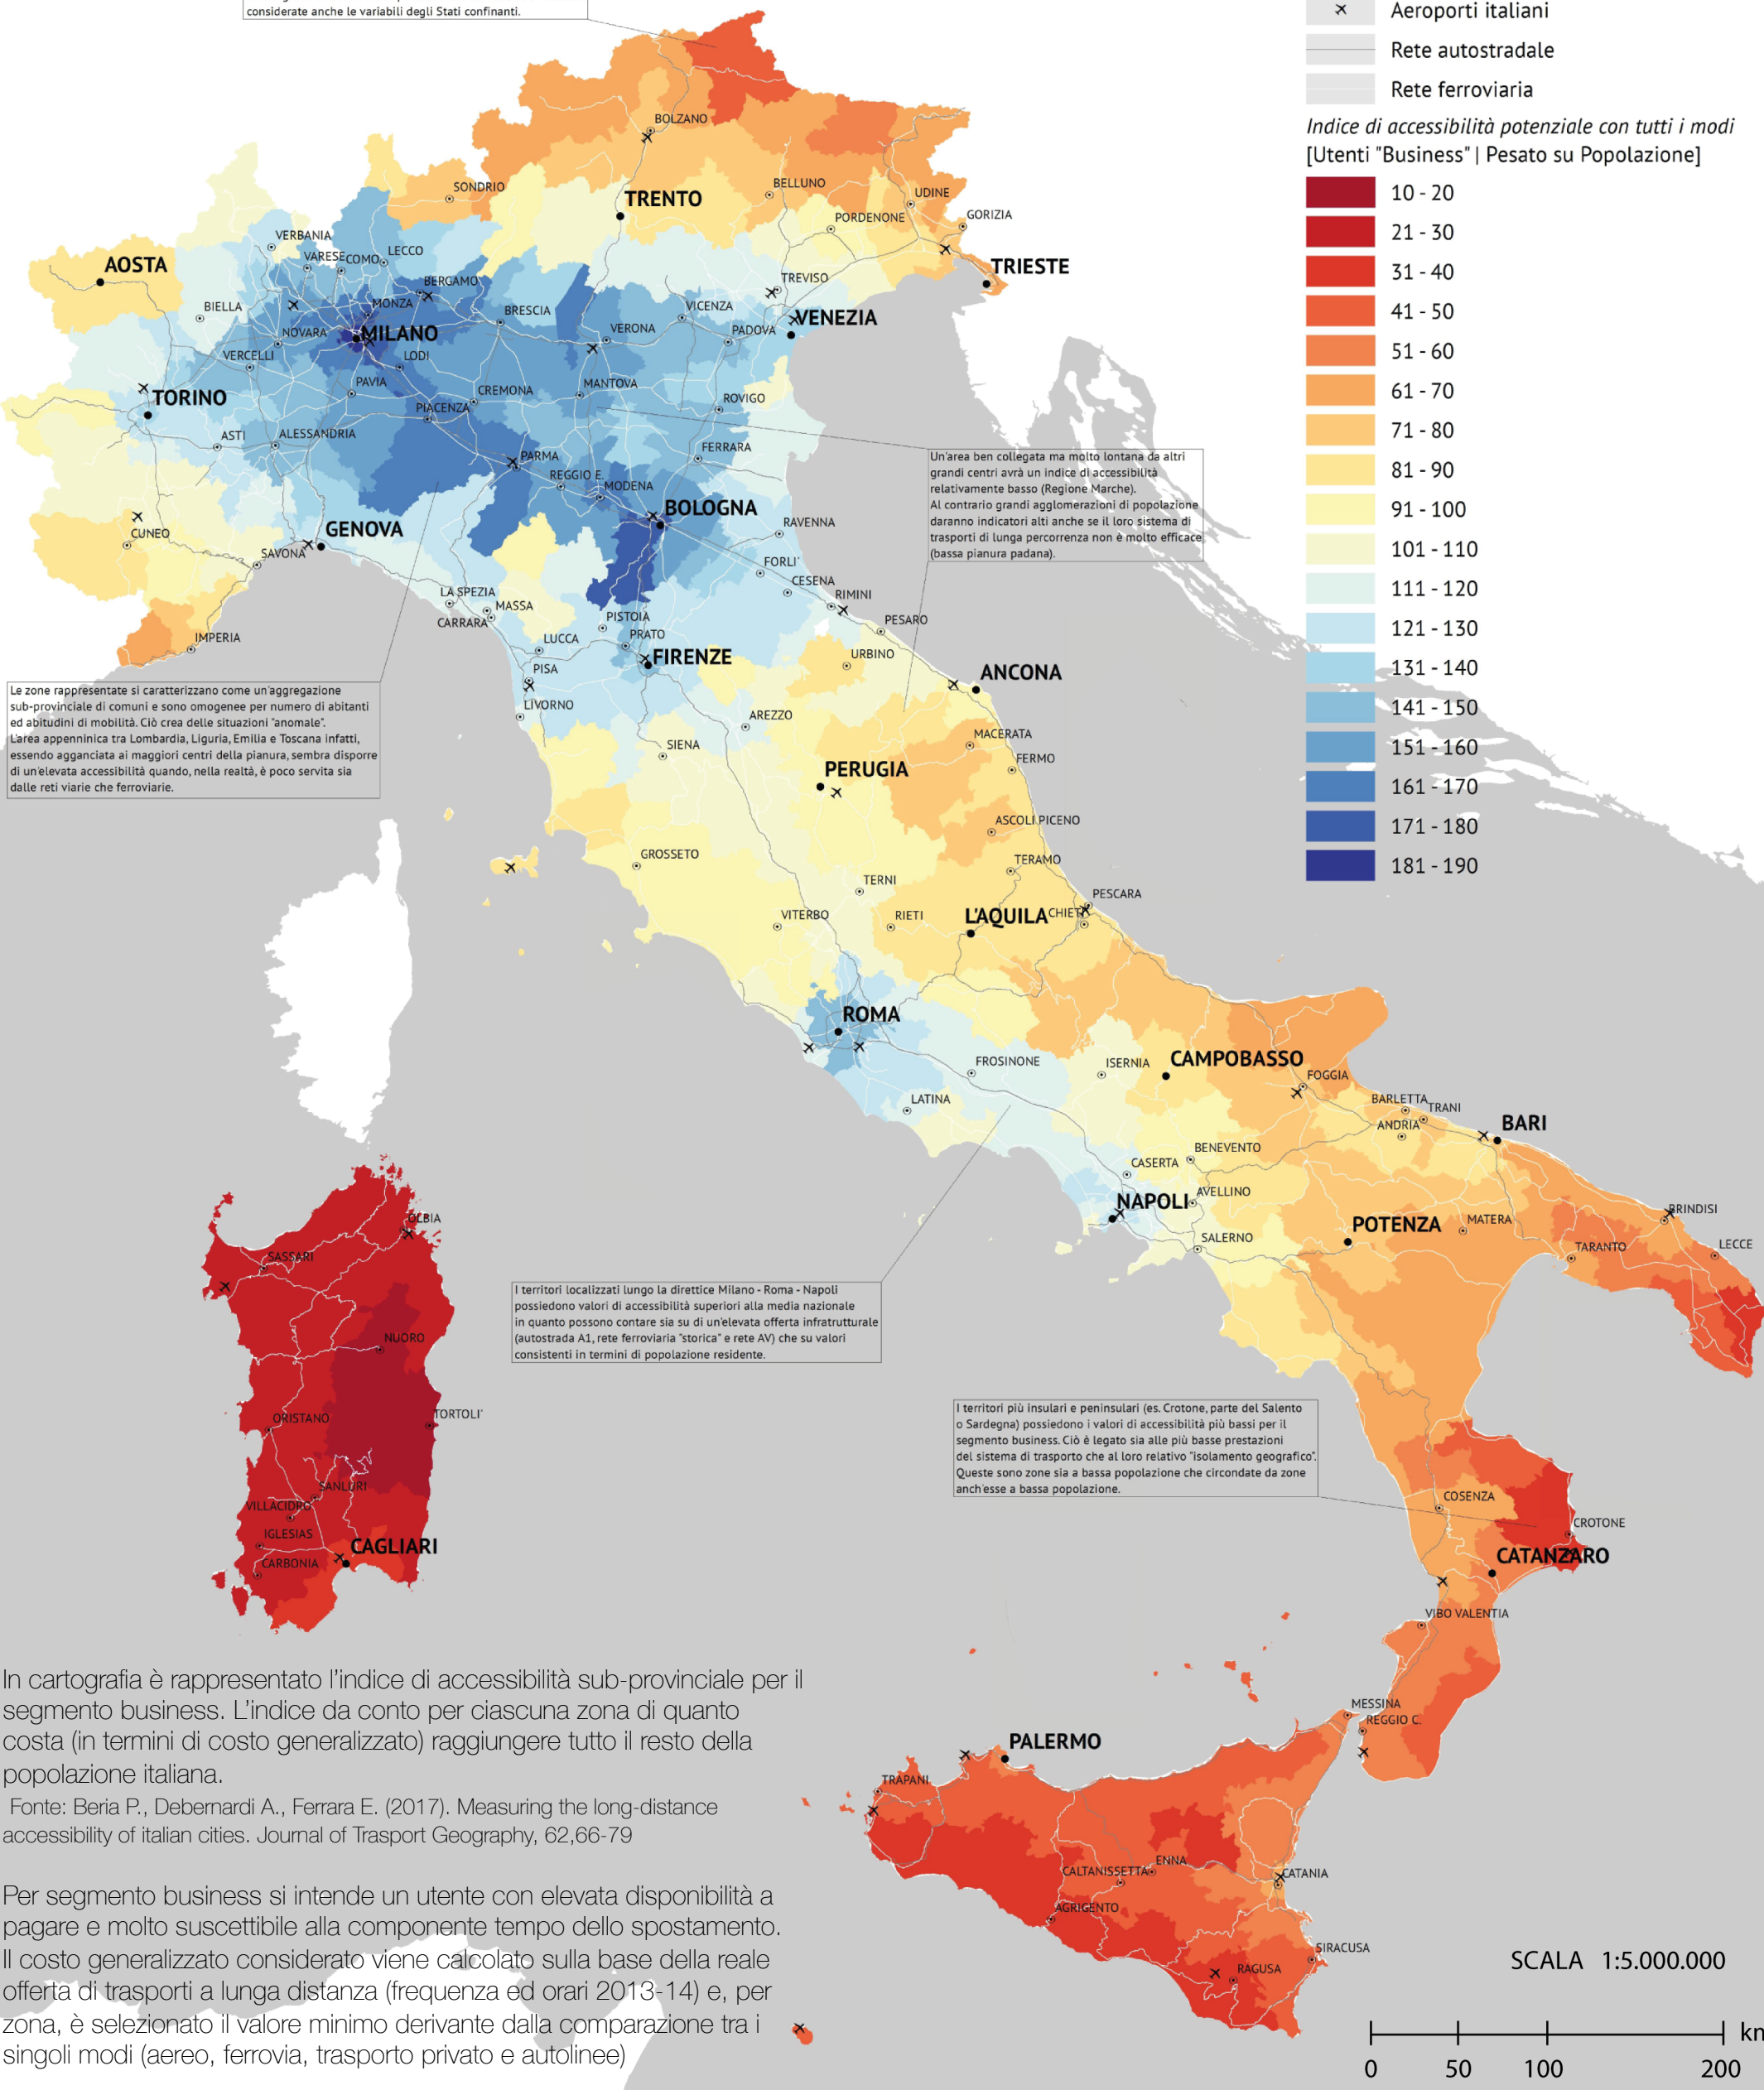 considerate anche le variabili degli Stati confinanti.
Aeroporti italiani
Rete autostradale
Rete ferroviaria
Indice di accessibilità potenziale con tutti i modi
[Utenti "Business" | Pesato su Popolazione]
10 - 20
21 - 30
31 - 40
41 - 50
51 - 60
61 - 70
71 - 80
81 - 90
91 - 100
101 - 110
111 - 120
121 - 130
131 - 140
141 - 150
151 - 160
161 - 170
171 - 180
181 - 190
BOLZANO
SONDRIO
TRENTO
BELLUNO
UDINE
PORDENONE
GORIZIA
TRIESTE
AOSTA
VERBANIA
VARESE
COMO
LECCO
BERGAMO
BIELLA
MONZA
NOVARA
MILANO
BRESCIA
VERONA
VICENZA
TREVISO
PADOVA
VENEZIA
VERCELLI
LODI
TORINO
PAVIA
CREMONA
MANTOVA
PIACENZA
ROVIGO
ASTI
ALESSANDRIA
PARMA
FERRARA
REGGIO E.
MODENA
BOLOGNA
GENOVA
CUNEO
SAVONA
RAVENNA
FORLI'
CESENA
RIMINI
LA SPEZIA
MASSA
CARRARA
PISTOIA
PRATO
LUCCA
FIRENZE
PESARO
URBINO
IMPERIA
PISA
LIVORNO
ANCONA
AREZZO
SIENA
MACERATA
FERMO
PERUGIA
ASCOLI PICENO
GROSSETO
TERAMO
TERNI
PESCARA
VITERBO
RIETI
L'AQUILA
CHIETI
Un'area ben collegata ma molto lontana da altri
grandi centri avrà un indice di accessibilità
relativamente basso (Regione Marche).
Al contrario grandi agglomerazioni di popolazione
daranno indicatori alti anche se il loro sistema di
trasporti di lunga percorrenza non è molto efficace
(bassa pianura padana).
Le zone rappresentate si caratterizzano come un'aggregazione
sub-provinciale di comuni e sono omogenee per numero di abitanti
ed abitudini di mobilità. Ciò crea delle situazioni "anomale".
L'area appenninica tra Lombardia, Liguria, Emilia e Toscana infatti,
essendo agganciata ai maggiori centri della pianura, sembra disporre
di un'elevata accessibilità quando, nella realtà, è poco servita sia
dalle reti viarie che ferroviarie.
ROMA
FROSINONE
ISERNIA
CAMPOBASSO
FOGGIA
LATINA
BARLETTA
TRANI
ANDRIA
BARI
BENEVENTO
CASERTA
NAPOLI
AVELLINO
SALERNO
POTENZA
MATERA
BRINDISI
TARANTO
LECCE
OLBIA
SASSARI
NUORO
ORISTANO
TORTOLI'
SANLURI
VILLACIDRO
IGLESIAS
CARBONIA
CAGLIARI
I territori localizzati lungo la direttice Milano - Roma - Napoli
possiedono valori di accessibilità superiori alla media nazionale
in quanto possono contare sia su di un'elevata offerta infratrutturale
(autostrada A1, rete ferroviaria "storica" e rete AV) che su valori
consistenti in termini di popolazione residente.
I territori più insulari e peninsulari (es. Crotone, parte del Salento
o Sardegna) possiedono i valori di accessibilità più bassi per il
segmento business. Ciò è legato sia alle più basse prestazioni
del sistema di trasporto che al loro relativo "isolamento geografico".
Queste sono zone sia a bassa popolazione che circondate da zone
anch'esse a bassa popolazione.
COSENZA
CROTONE
CATANZARO
VIBO VALENTIA
MESSINA
REGGIO C.
PALERMO
TRAPANI
CALTANISSETTA
ENNA
CATANIA
AGRIGENTO
SIRACUSA
RAGUSA
In cartografia è rappresentato l'indice di accessibilità sub-provinciale per il
segmento business. L'indice da conto per ciascuna zona di quanto
costa (in termini di costo generalizzato) raggiungere tutto il resto della
popolazione italiana.
Fonte: Beria P., Debernardi A., Ferrara E. (2017). Measuring the long-distance
accessibility of italian cities. Journal of Trasport Geography, 62,66-79
Per segmento business si intende un utente con elevata disponibilità a
pagare e molto suscettibile alla componente tempo dello spostamento.
Il costo generalizzato considerato viene calcolato sulla base della reale
offerta di trasporti a lunga distanza (frequenza ed orari 2013-14) e, per
zona, è selezionato il valore minimo derivante dalla comparazione tra i
singoli modi (aereo, ferrovia, trasporto privato e autolinee)
SCALA 1:5.000.000
km
0 50 100 200